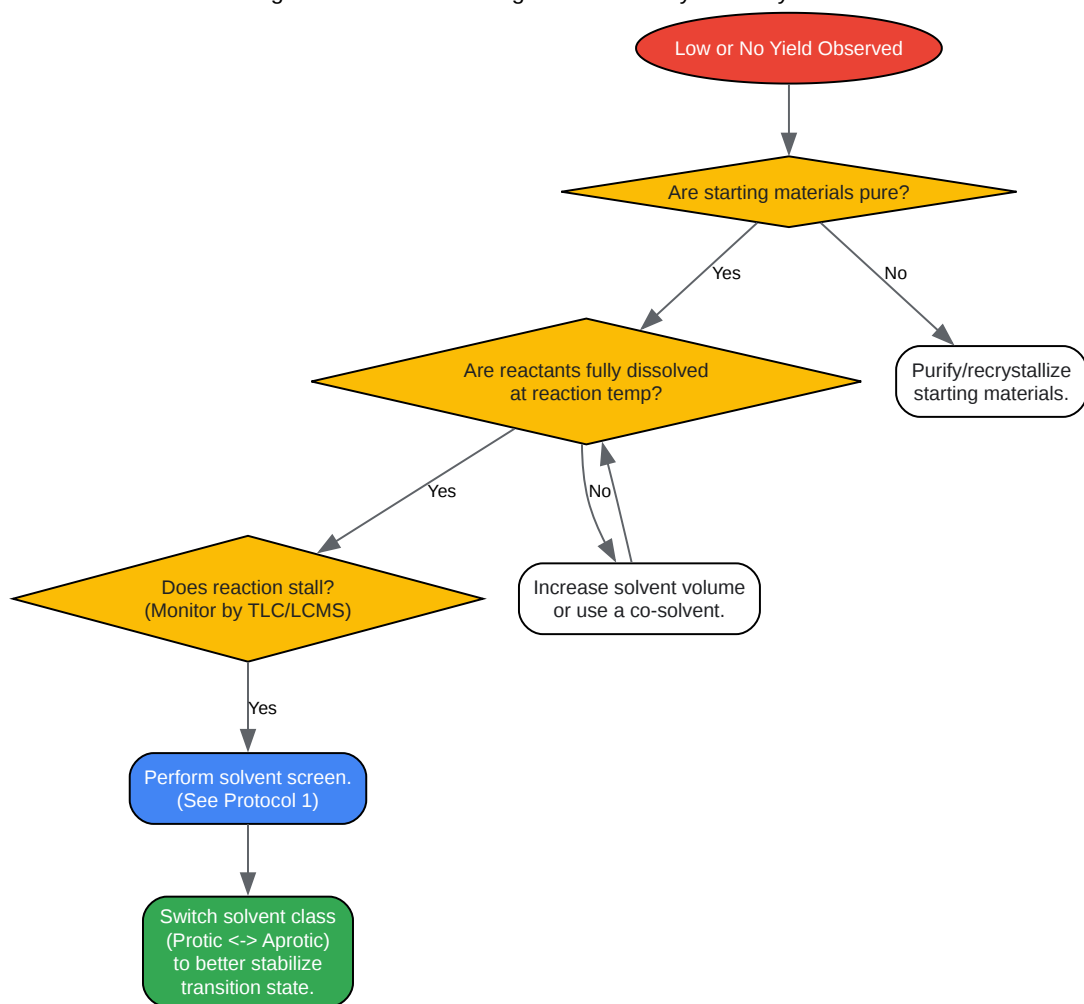 Low or No Yield Observed
Are starting materials pure?
Yes
No
Are reactants fully dissolved
at reaction temp?
Purify/recrystallize
starting materials.
Yes
No
Does reaction stall?
(Monitor by TLC/LCMS)
Increase solvent volume
or use a co-solvent.
Yes
Perform solvent screen.
(See Protocol 1)
Switch solvent class
(Protic <-> Aprotic)
to better stabilize
transition state.